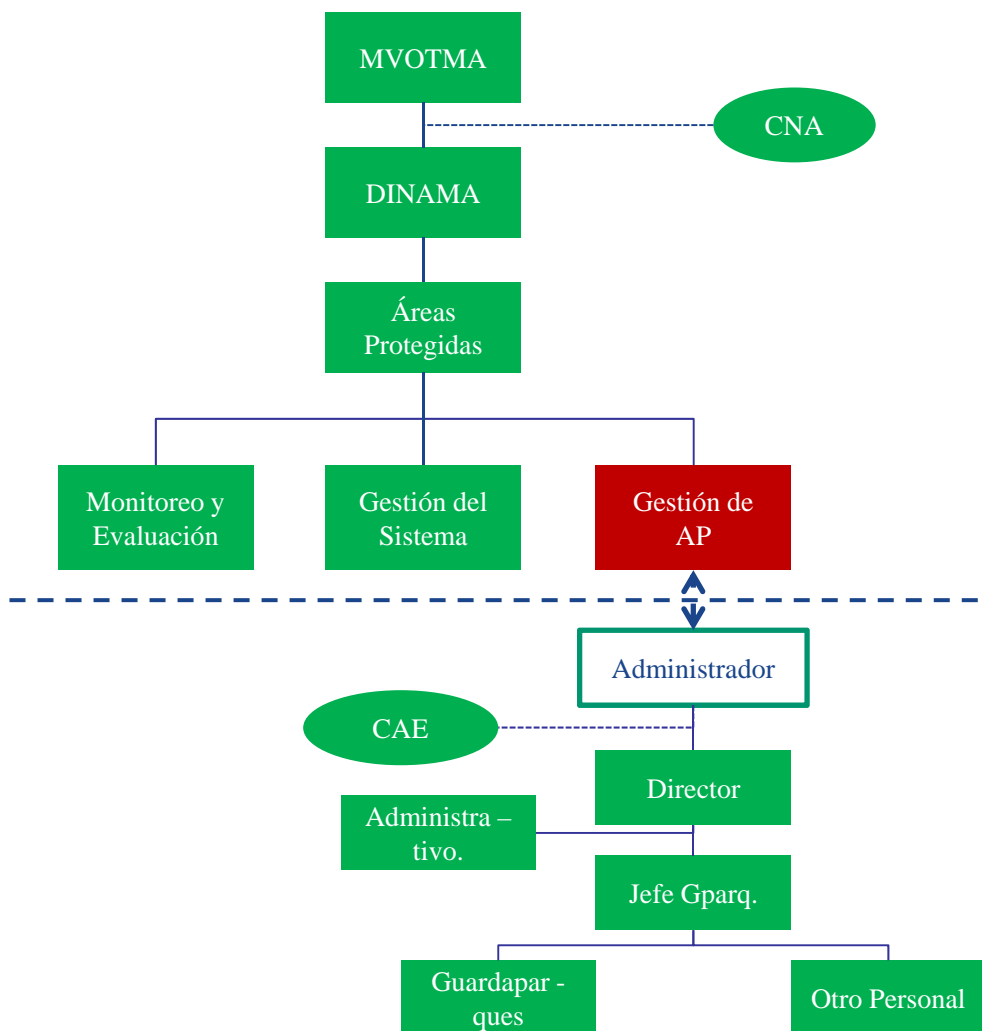 MVOTMA
CNA
DINAMA
Áreas
Protegidas
Monitoreo y
Evaluación
Gestión del
Sistema
Gestión de
AP
Administrador
CAE
Director
Administra –
tivo.
Jefe Gparq.
Guardapar -
ques
Otro Personal